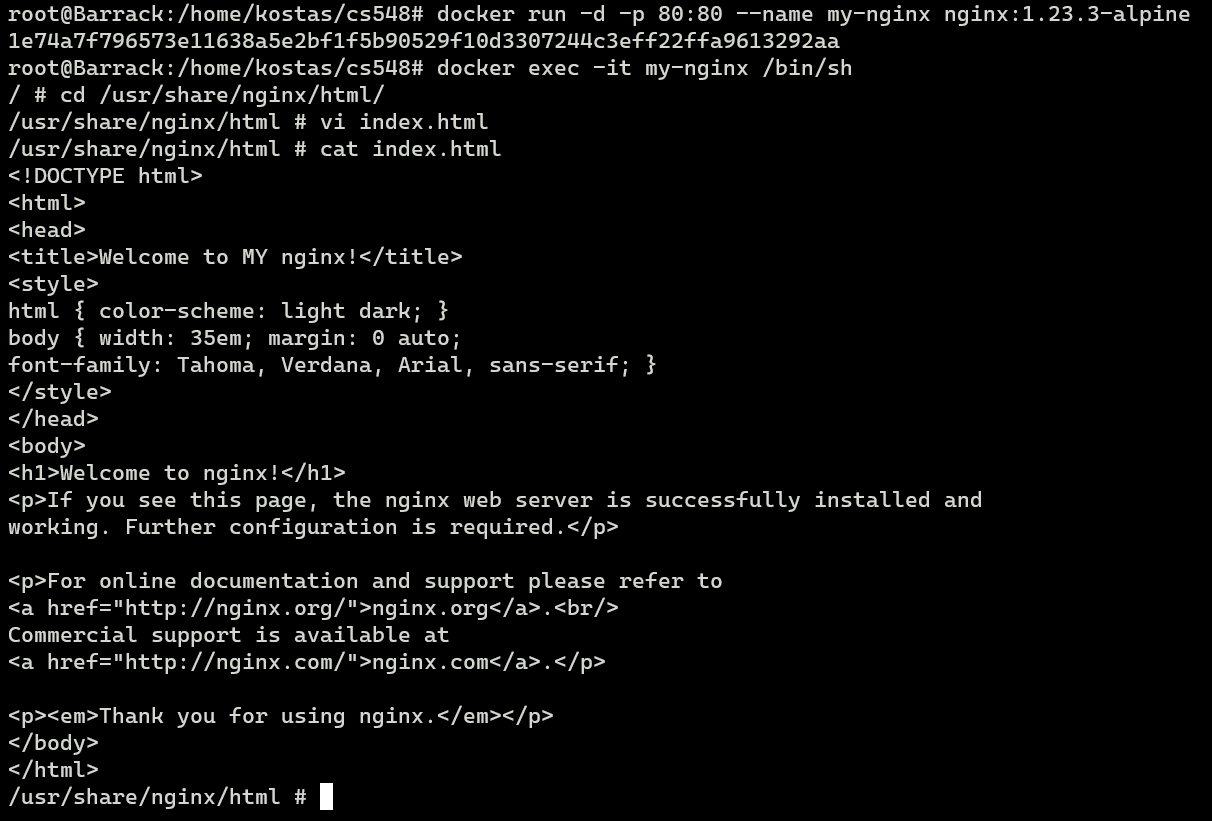 root@Barrack:/home/kostas/cs548# docker run -d -p 80:80 --name my-nginx nginx:1.23.3-alpine
1e74a7f796573e11638a5e2bf1f5b90529f10d3307244c3eff22ffa9613292aa
root@Barrack:/home/kostas/cs548# docker exec -it my-nginx /bin/sh
/ # cd /usr/share/nginx/html/
/usr/share/nginx/html # vi index.html
/usr/share/nginx/html # cat index.html
<!DOCTYPE html>
<html>
<head>
<title>Welcome to MY nginx!</title>
<style>
html { color-scheme: light dark; }
body { width: 35em; margin: 0 auto;
font-family: Tahoma, Verdana, Arial, sans-serif; }
</style>
</head>
<body>
<h1>Welcome to nginx!</h1>
<p>If you see this page, the nginx web server is successfully installed and
working. Further configuration is required.</p>

<p>For online documentation and support please refer to
<a href="http://nginx.org/">nginx.org</a>.<br/>
Commercial support is available at
<a href="http://nginx.com/">nginx.com</a>.</p>

<p><em>Thank you for using nginx.</em></p>
</body>
</html>
/usr/share/nginx/html #